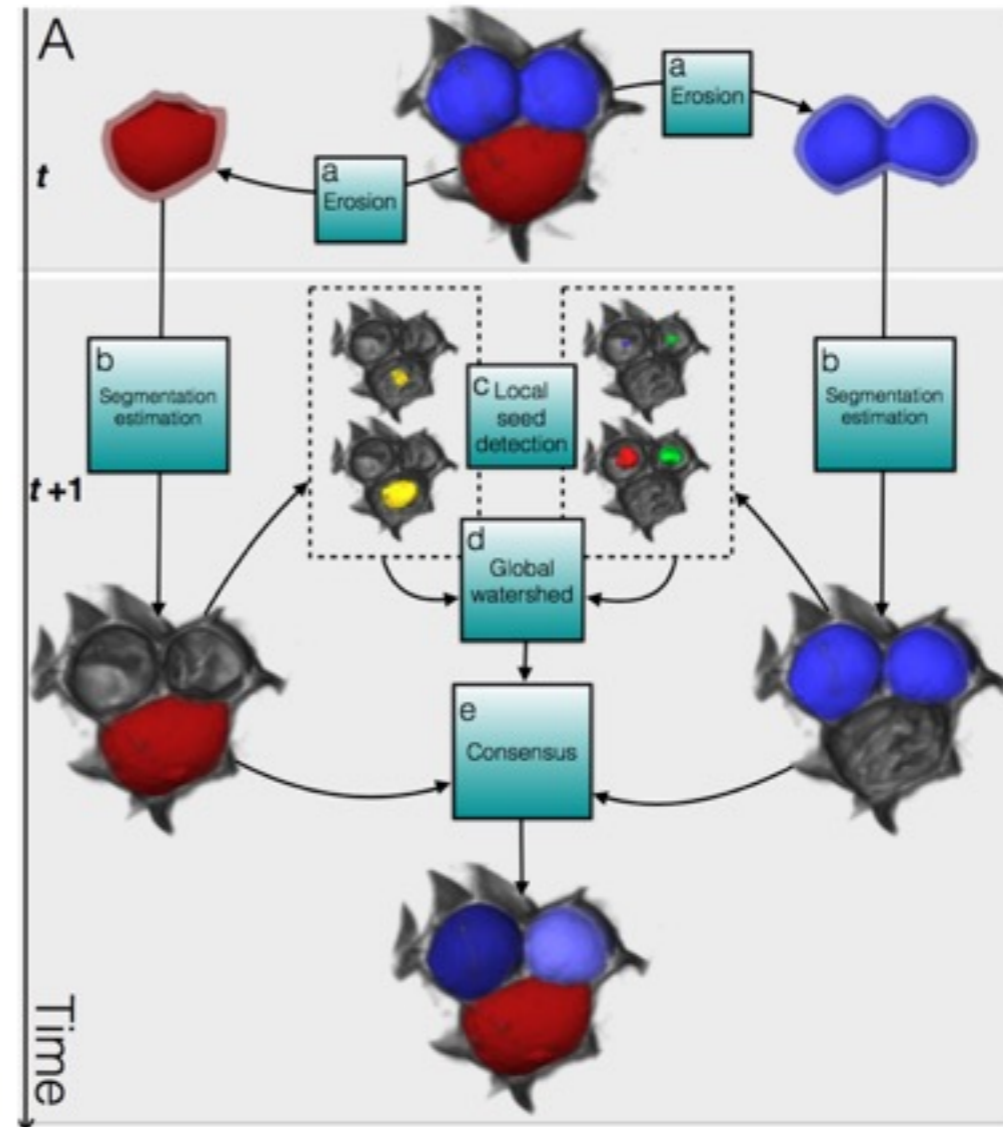 A
a
Erosion
a
Erosion
t
b
Segmentation
estimation
c Local
seed
detection
b
Segmentation
estimation
t+1
d
Global
watershed
e
Consensus
Time